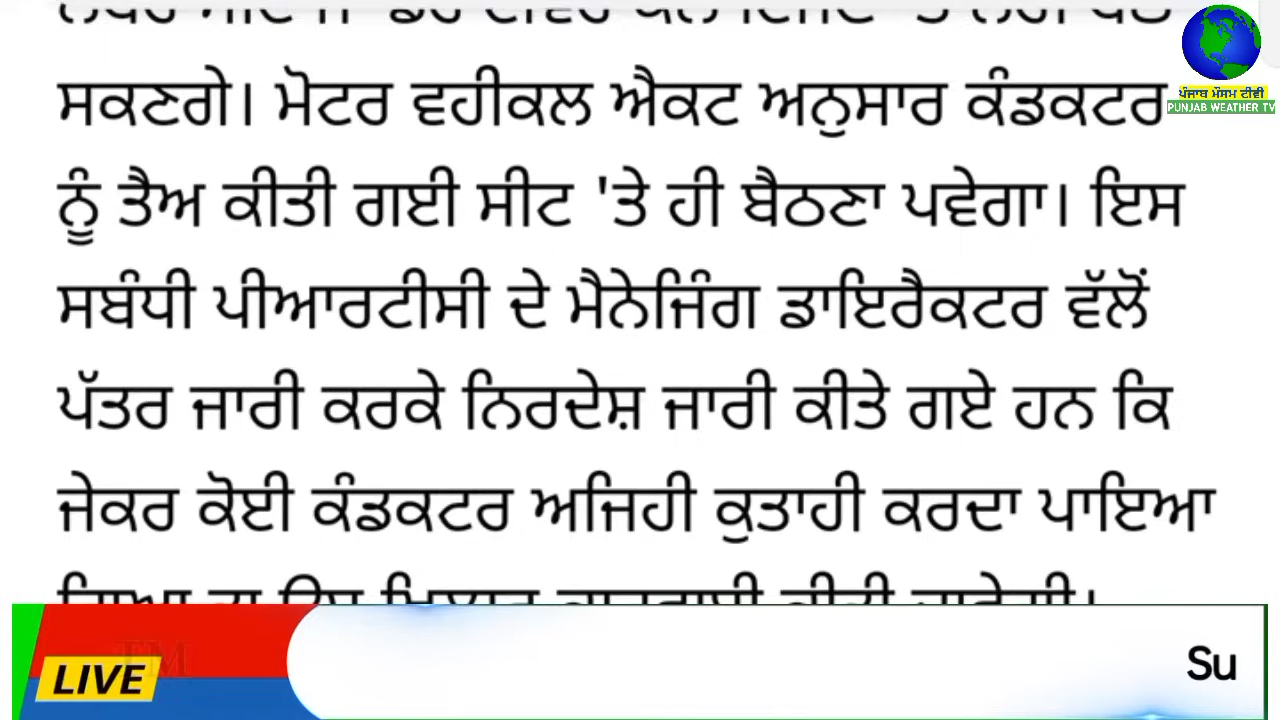 ਸਕਣਗੇ। ਮੋਟਰ ਵਹੀਕਲ ਐਕਟ ਅਨੁਸਾਰ ਕੰਡਕਟਰ
ਨੂੰ ਤੈਅ ਕੀਤੀ ਗਈ ਸੀਟ 'ਤੇ ਹੀ ਬੈਠਣਾ ਪਵੇਗਾ। ਇਸ
ਸਬੰਧੀ ਪੀਆਰਟੀਸੀ ਦੇ ਮੈਨੇਜਿੰਗ ਡਾਇਰੈਕਟਰ ਵੱਲੋਂ
ਪੱਤਰ ਜਾਰੀ ਕਰਕੇ ਨਿਰਦੇਸ਼ ਜਾਰੀ ਕੀਤੇ ਗਏ ਹਨ ਕਿ
ਜੇਕਰ ਕੋਈ ਕੰਡਕਟਰ ਅਜਿਹੀ ਕੁਤਾਹੀ ਕਰਦਾ ਪਾਇਆ
ਪੰਜਾਬ ਮੌਸਮ ਟੀਵੀ
PUNJAB WEATHER TV
TM
LIVE
Su